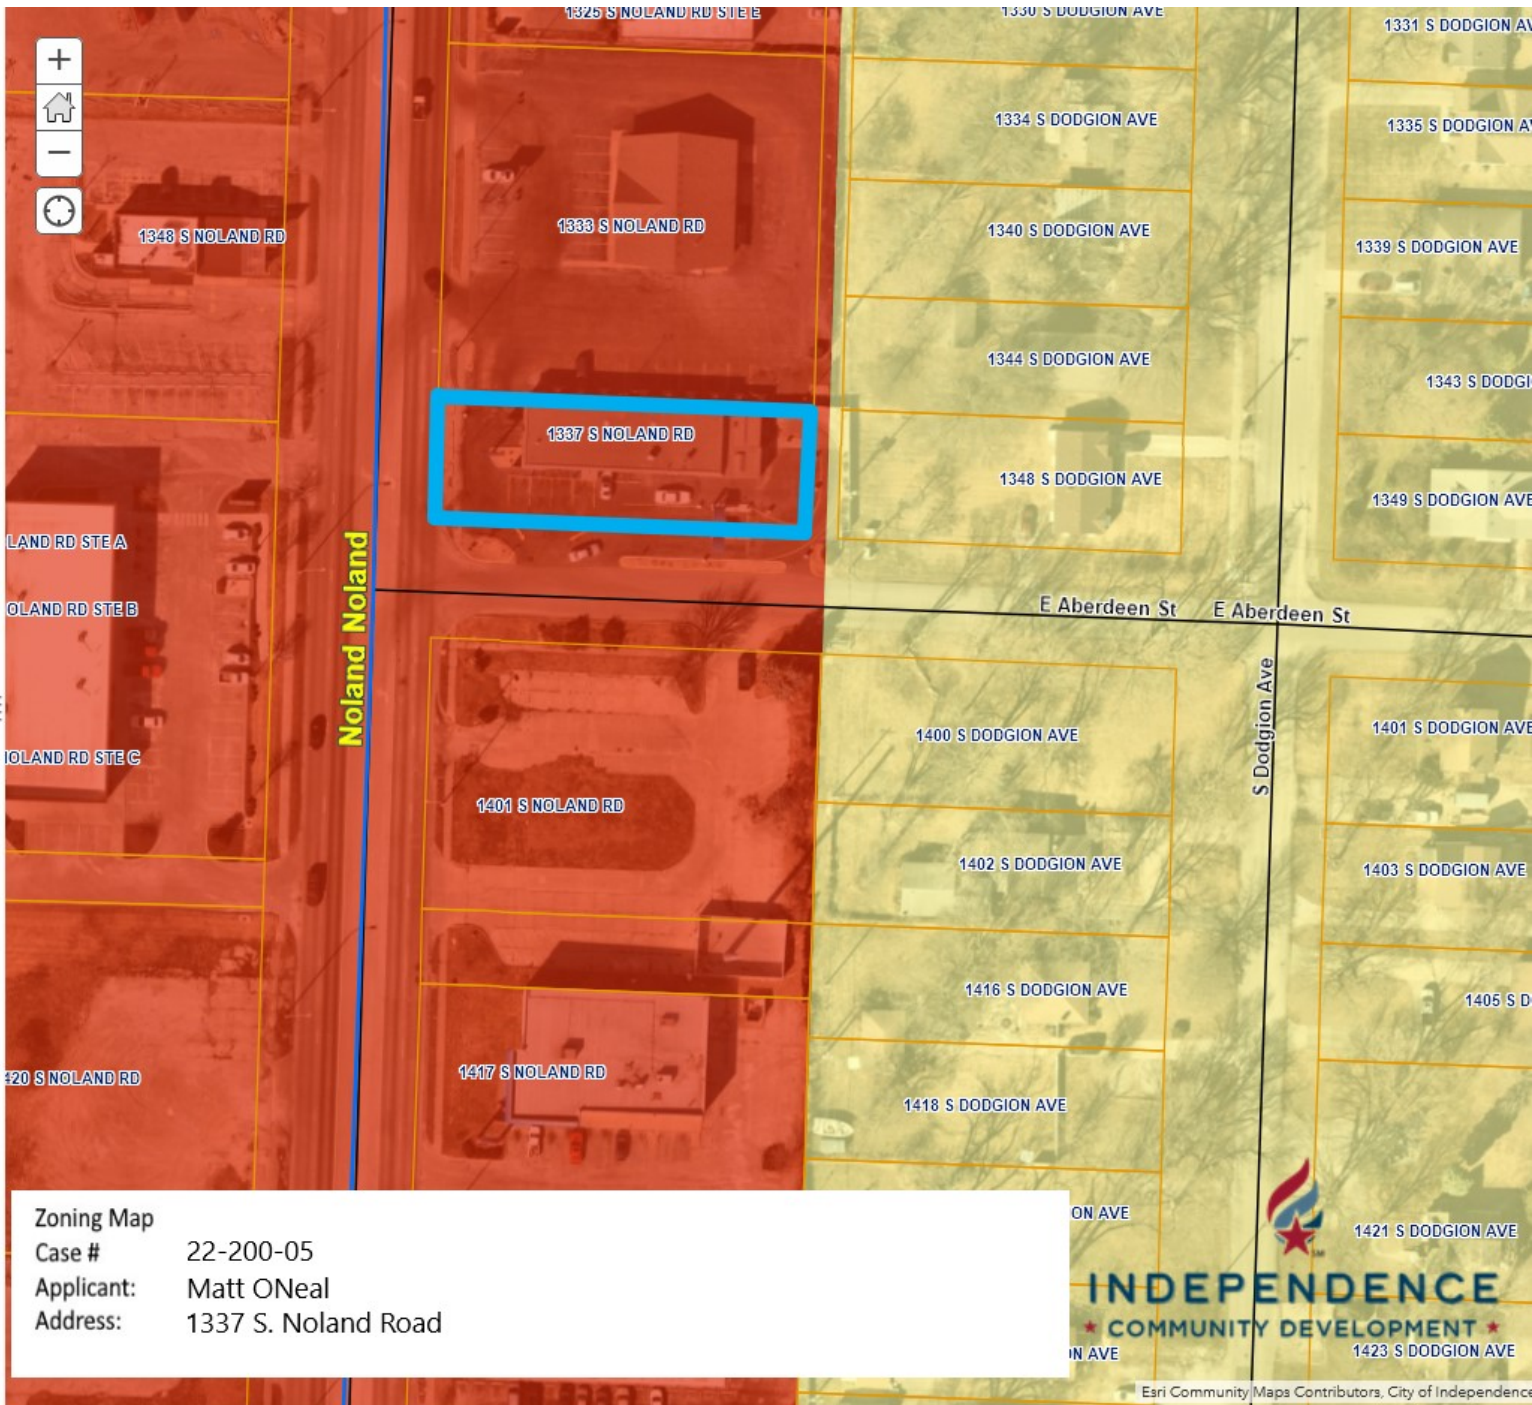 1325 S NOLAND RD STE E
1330 S DODGION AVE
1331 S DODGION AV
1334 S DODGION AVE
1335 S DODGION A
1348 S NOLAND RD
1333 S NOLAND RD
1340 S DODGION AVE
1339 S DODGION AVE
1344 S DODGION AVE
1343 S DODGI
1337 S NOLAND RD
1348 S DODGION AVE
1349 S DODGION AVE
LAND RD STE A
OLAND RD STE B
E Aberdeen St
E Aberdeen St
Noland Noland
S Dodgion Ave
OLAND RD STE C
1400 S DODGION AVE
1401 S DODGION AVE
1401 S NOLAND RD
1402 S DODGION AVE
1403 S DODGION AVE
1416 S DODGION AVE
1405 S D
420 S NOLAND RD
1417 S NOLAND RD
1418 S DODGION AVE
ON AVE
1421 S DODGION AVE
Zoning Map
Case # 22-200-05
Applicant: Matt ONeal
Address: 1337 S. Noland Road
SM
INDEPENDENCE
★ COMMUNITY DEVELOPMENT ★
N AVE
1423 S DODGION AVE
Esri Community Maps Contributors, City of Independence